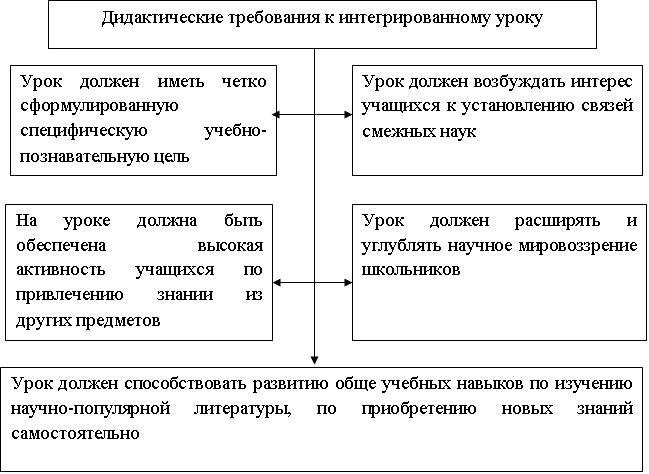 Дидактические требования к интегрированному уроку
Урок должен иметь четко
сформулированную
специфическую учебно-
познавательную цель
Урок должен возбуждать интерес
учащихся к установлению связей
смежных наук
На уроке должна быть
обеспечена высокая
активность учащихся по
привлечению знании из
других предметов
Урок должен расширять и
углублять научное мировоззрение
школьников
Урок должен способствовать развитию обще учебных навыков по изучению
научно-популярной литературы, по приобретению новых знаний
самостоятельно